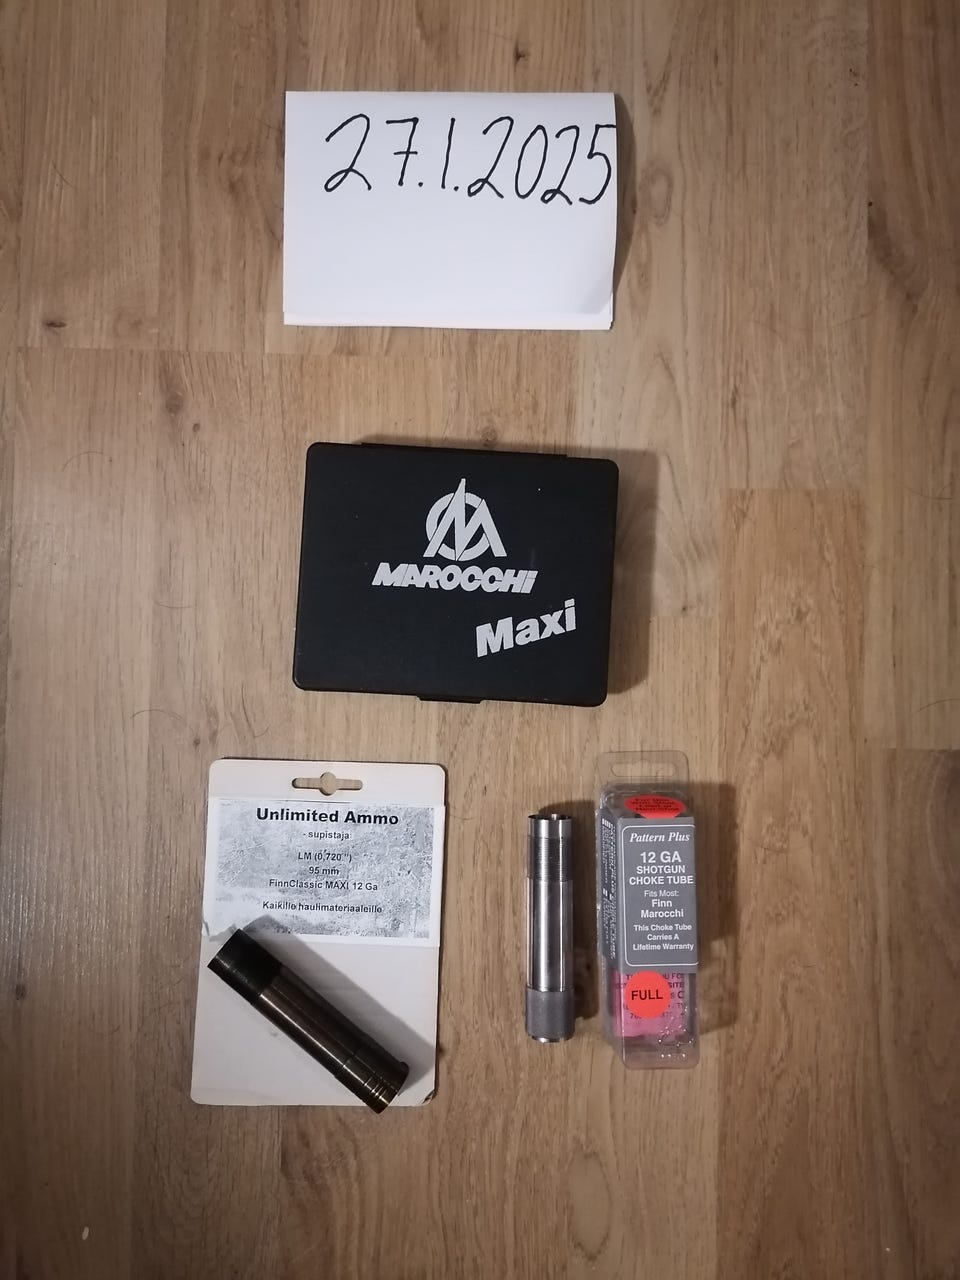 27.1.2025
MAROCCHI
Maxi
Unlimited Ammo
- supistaja
LM (0,720")
95 mm
FinnClassic MAXI 12 Ga
Kaikille haulimateriaaleille
Pattern Plus
12 GA
SHOTGUN
CHOKE TUBE
Fits Most:
Finn
Marocchi
This Choke Tube
Carries A
Lifetime Warranty
FULL